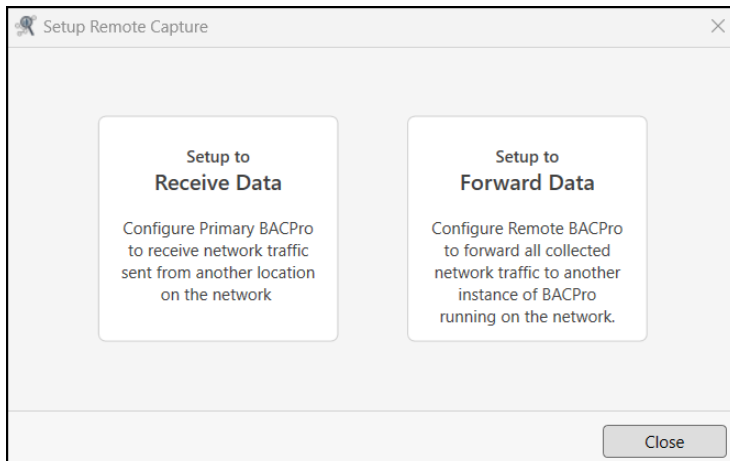 Setup Remote Capture
Setup to
Receive Data
Configure Primary BACPro
to receive network traffic
sent from another location
on the network
Setup to
Forward Data
Configure Remote BACPro
to forward all collected
network traffic to another
instance of BACPro
running on the network.
Close